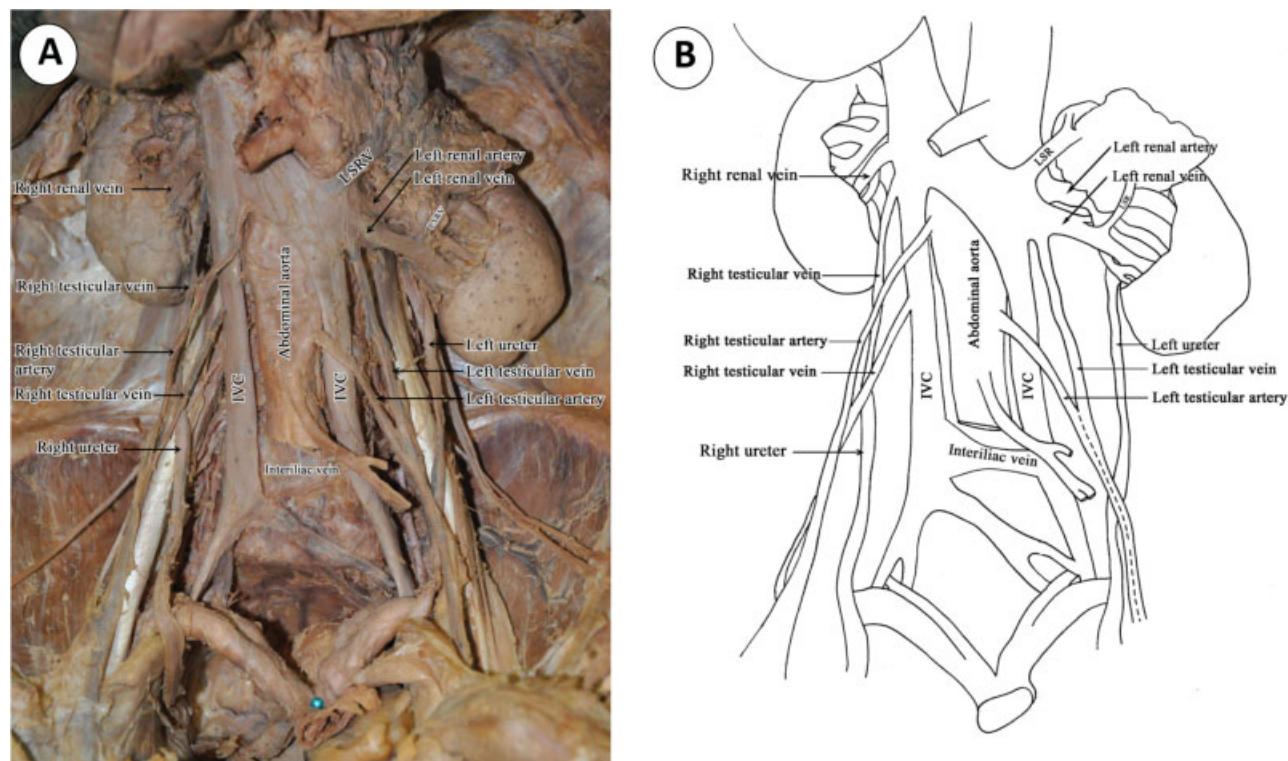 A
LSRV
Left renal artery
Left renal vein
Right renal vein
Right testicular vein
Abdominal aorta
Right testicular
artery
Left ureter
Left testicular vein
Right testicular vein
IVC
IVC
Left testicular artery
Right ureter
Interiliac vein
B
LSR
Left renal artery
Left renal vein
Right renal vein
Right testicular vein
Abdominal aorta
Right testicular artery
Left ureter
Right testicular vein
IVC
IVC
Left testicular vein
Left testicular artery
Right ureter
Interiliac vein